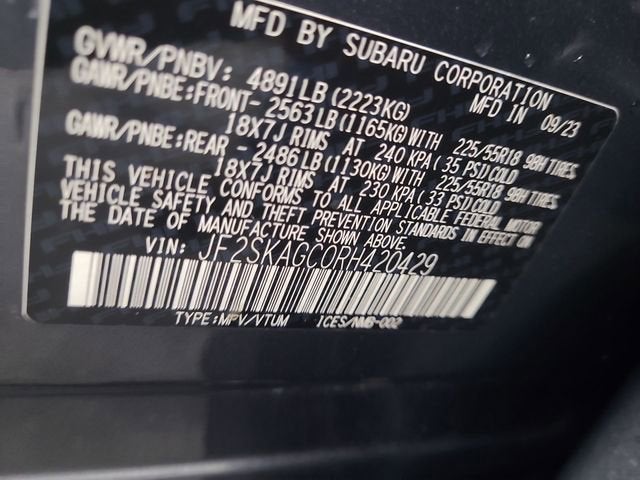 MFD BY SUBARU CORPORATION
GVWR/PNBV: 4891LB(2223KG) MFD IN 09/23
GAWR/PNBE:FRONT-2563LB(1165KG)WITH 225/55R18 98H TIRES
18X7J RIMS AT 240 KPA(35 PSI)COLD
GAWR/PNBE:REAR -2486LB(1130KG)WITH 225/55R18 98H TIRES
18X7J RIMS AT 230 KPA(33 PSI)COLD
THIS VEHICLE CONFORMS TO ALL APPLICABLE FEDERAL MOTOR
VEHICLE SAFETY AND THEFT PREVENTION STANDARDS IN EFFECT ON
THE DATE OF MANUFACTURE SHOWN ABOVE.
VIN: JF2SKAGC0RH420429
TYPE:MPV/VTUM ICES/NMB-002